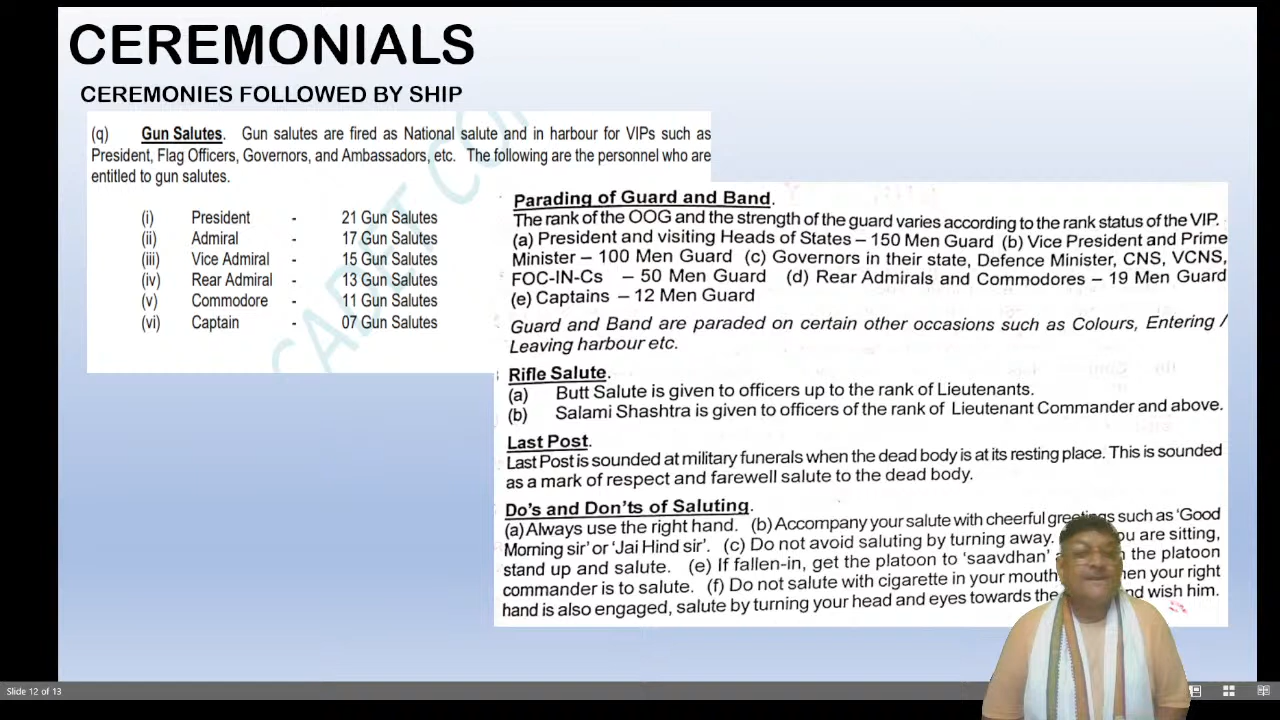 CEREMONIALS
CEREMONIES FOLLOWED BY SHIP
(q) Gun Salutes. Gun salutes are fired as National salute and in harbour for VIPs such as
President, Flag Officers, Governors, and Ambassadors, etc. The following are the personnel who are
entitled to gun salutes.
(i) President - 21 Gun Salutes
(ii) Admiral - 17 Gun Salutes
(iii) Vice Admiral - 15 Gun Salutes
(iv) Rear Admiral - 13 Gun Salutes
(v) Commodore - 11 Gun Salutes
(vi) Captain - 07 Gun Salutes
CADET CO
Parading of Guard and Band.
The rank of the OOG and the strength of the guard varies according to the rank status of the VIP.
(a) President and visiting Heads of States – 150 Men Guard (b) Vice President and Prime
Minister – 100 Men Guard (c) Governors in their state, Defence Minister, CNS, VCNS,
FOC-IN-Cs – 50 Men Guard (d) Rear Admirals and Commodores – 19 Men Guard
(e) Captains – 12 Men Guard
Guard and Band are paraded on certain other occasions such as Colours, Entering /
Leaving harbour etc.
Rifle Salute.
(a) Butt Salute is given to officers up to the rank of Lieutenants.
(b) Salami Shashtra is given to officers of the rank of Lieutenant Commander and above.
Last Post.
Last Post is sounded at military funerals when the dead body is at its resting place. This is sounded
as a mark of respect and farewell salute to the dead body.
Do's and Don'ts of Saluting.
(a) Always use the right hand. (b) Accompany your salute with cheerful greetings such as 'Good
Morning sir' or 'Jai Hind sir'. (c) Do not avoid saluting by turning away. you are sitting,
stand up and salute. (e) If fallen-in, get the platoon to 'saavdhan' the platoon
commander is to salute. (f) Do not salute with cigarette in your mouth your right
hand is also engaged, salute by turning your head and eyes towards the wish him.
Slide 12 of 13